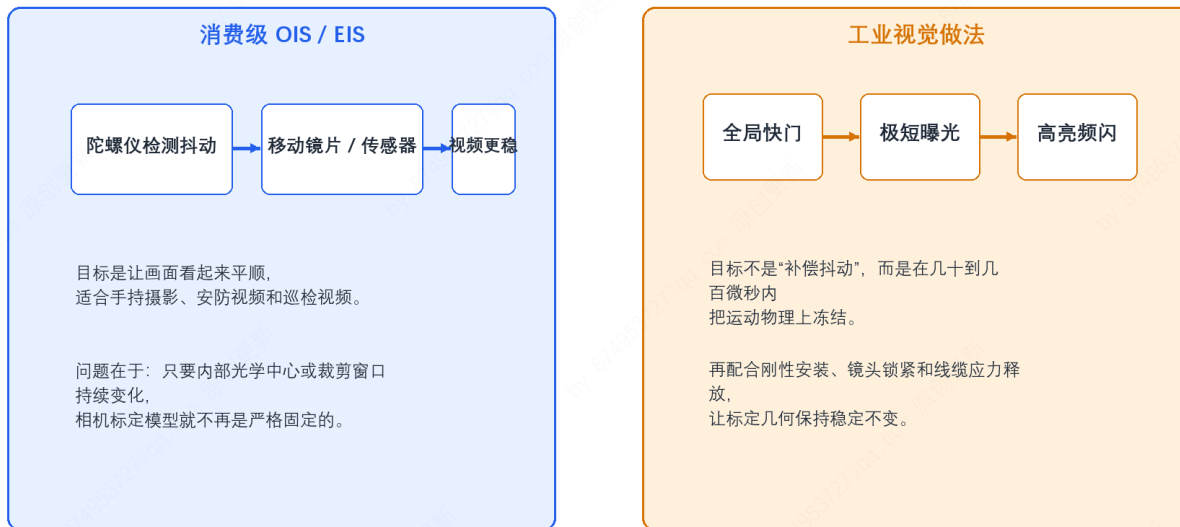 消费级 OIS / EIS
陀螺仪检测抖动
移动镜片 / 传感器
视频更稳
目标是让画面看起来平顺，
适合手持摄影、安防视频和巡检视频。
问题在于：只要内部光学中心或裁剪窗口
持续变化，
相机标定模型就不再是严格固定的。
工业视觉做法
全局快门
极短曝光
高亮频闪
目标不是“补偿抖动”，而是在几十到几
百微秒内
把运动物理上冻结。
再配合刚性安装、镜头锁紧和线缆应力释
放，
让标定几何保持稳定不变。